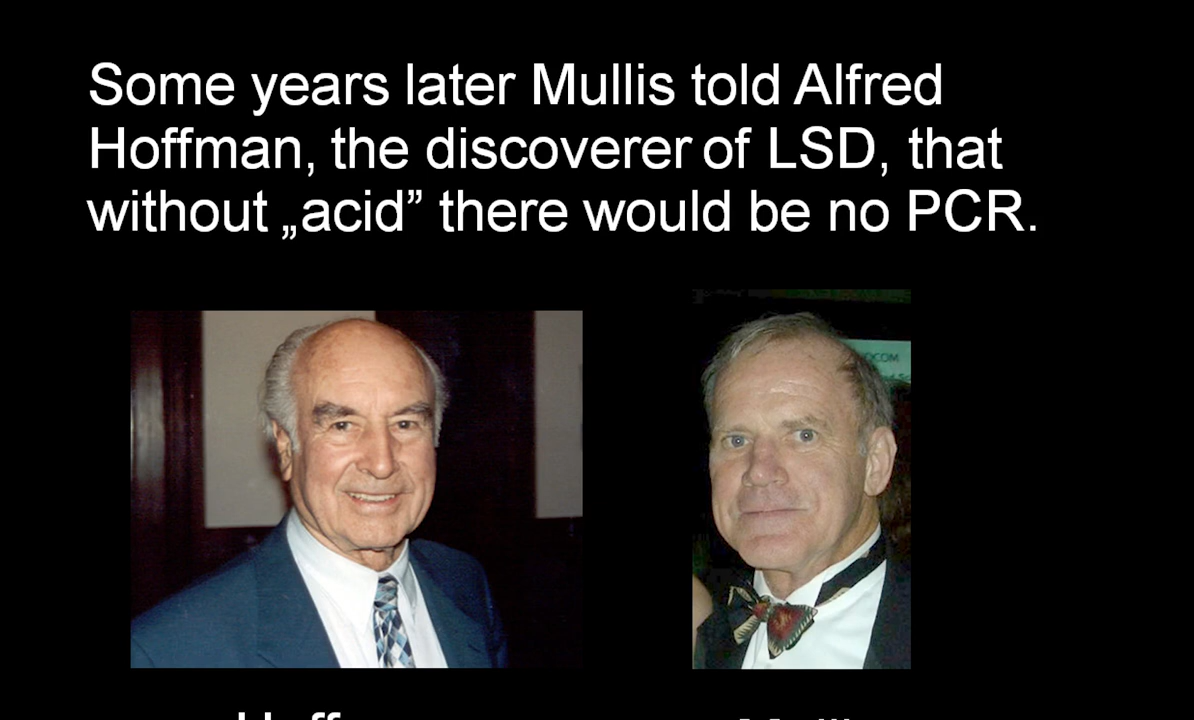 Some years later Mullis told Alfred
Hoffman, the discoverer of LSD, that
without „acid” there would be no PCR.